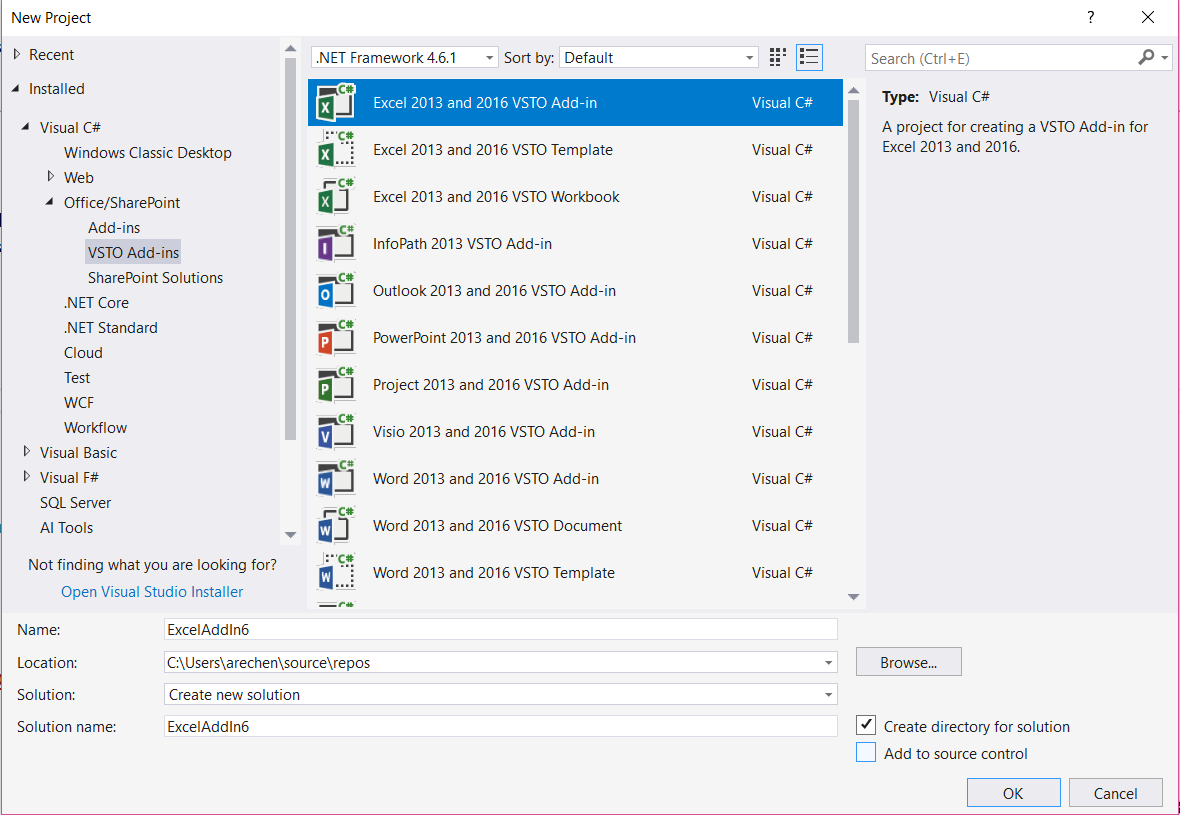 New Project
?
Recent
Installed
Visual C#
Windows Classic Desktop
Web
Office/SharePoint
Add-ins
VSTO Add-ins
SharePoint Solutions
.NET Core
.NET Standard
Cloud
Test
WCF
Workflow
Visual Basic
Visual F#
SQL Server
AI Tools
Not finding what you are looking for?
Open Visual Studio Installer
.NET Framework 4.6.1 Sort by: Default
Excel 2013 and 2016 VSTO Add-in Visual C#
Excel 2013 and 2016 VSTO Template Visual C#
Excel 2013 and 2016 VSTO Workbook Visual C#
InfoPath 2013 VSTO Add-in Visual C#
Outlook 2013 and 2016 VSTO Add-in Visual C#
PowerPoint 2013 and 2016 VSTO Add-in Visual C#
Project 2013 and 2016 VSTO Add-in Visual C#
Visio 2013 and 2016 VSTO Add-in Visual C#
Word 2013 and 2016 VSTO Add-in Visual C#
Word 2013 and 2016 VSTO Document Visual C#
Word 2013 and 2016 VSTO Template Visual C#
Search (Ctrl+E)
Type: Visual C#
A project for creating a VSTO Add-in for
Excel 2013 and 2016.
Name: ExcelAddIn6
Location: C:\Users\arechen\source\repos Browse...
Solution: Create new solution
Solution name: ExcelAddIn6
Create directory for solution
Add to source control
OK Cancel